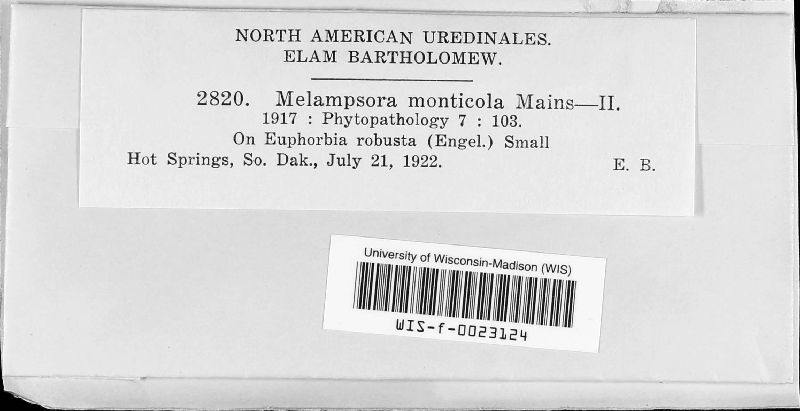 NORTH AMERICAN UREDINALES.
ELAM BARTHOLOMEW.
2820. Melampsora monticola Mains—II.
1917 : Phytopathology 7 : 103.
On Euphorbia robusta (Engel.) Small
Hot Springs, So. Dak., July 21, 1922. E. B.
University of Wisconsin-Madison (WIS)
WIS-f-0023124